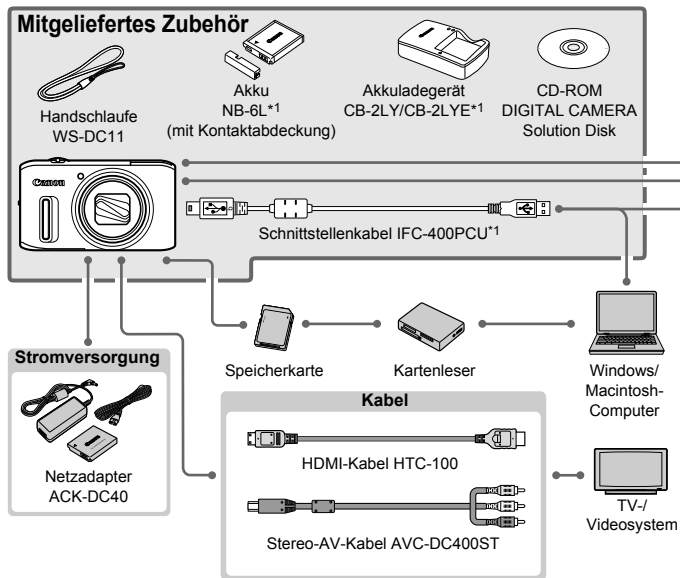 Mitgeliefertes Zubehör
Handschlaufe
WS-DC11
Akku
NB-6L*1
(mit Kontaktabdeckung)
Akkuladegerät
CB-2LY/CB-2LYE*1
CD-ROM
DIGITAL CAMERA
Solution Disk
Canon
Schnittstellenkabel IFC-400PCU*1
Stromversorgung
Netzadapter
ACK-DC40
Speicherkarte
Kartenleser
Windows/
Macintosh-
Computer
Kabel
HDMI-Kabel HTC-100
Stereo-AV-Kabel AVC-DC400ST
TV-/
Videosystem